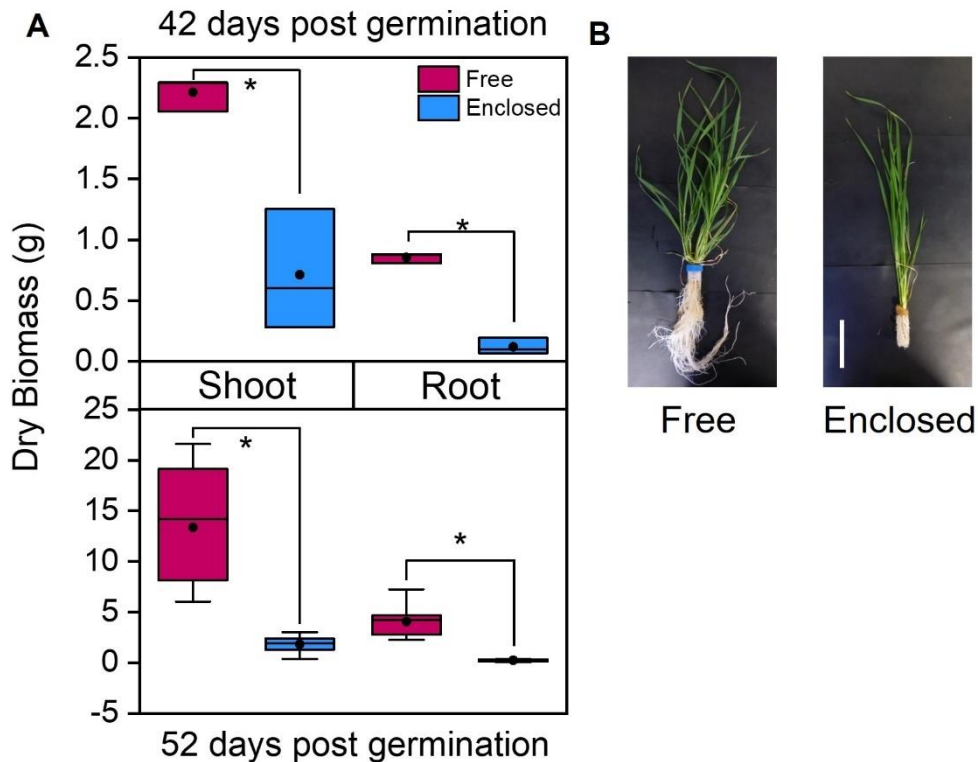 A
42 days post germination
B
Dry Biomass (g)
2.5
2.0
1.5
1.0
0.5
0.0
Free
Enclosed
*
*
Shoot
Root
25
20
15
10
5
0
-5
*
*
52 days post germination
Free
Enclosed